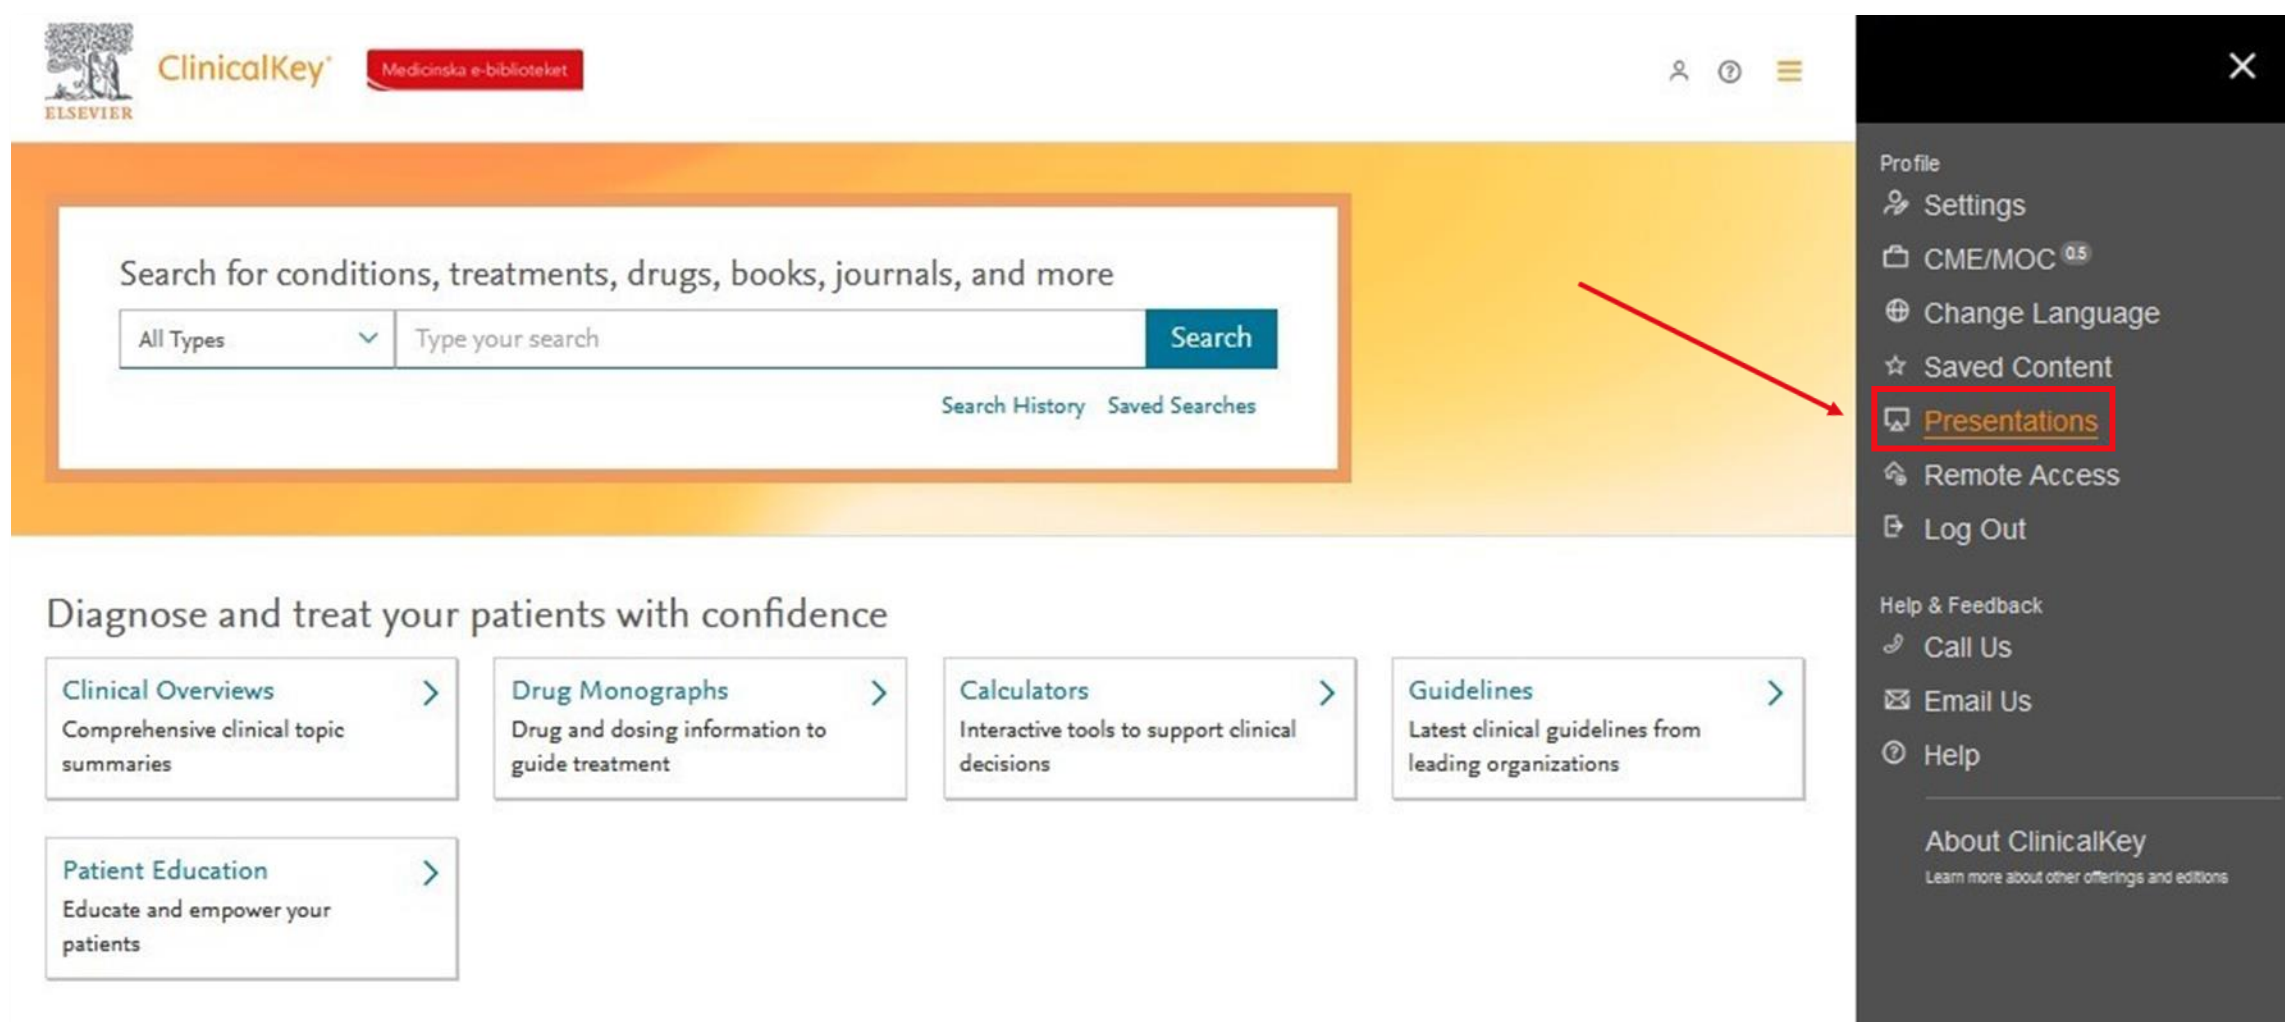 ELSEVIER
ClinicalKey®
Medicinska e-biblioteket
Search for conditions, treatments, drugs, books, journals, and more
All Types
Type your search
Search
Search History Saved Searches
Diagnose and treat your patients with confidence
Clinical Overviews
Comprehensive clinical topic
summaries
Drug Monographs
Drug and dosing information to
guide treatment
Calculators
Interactive tools to support clinical
decisions
Guidelines
Latest clinical guidelines from
leading organizations
Patient Education
Educate and empower your
patients
Profile
Settings
CME/MOC 0.5
Change Language
Saved Content
Presentations
Remote Access
Log Out
Help & Feedback
Call Us
Email Us
Help
About ClinicalKey
Learn more about other offerings and editions